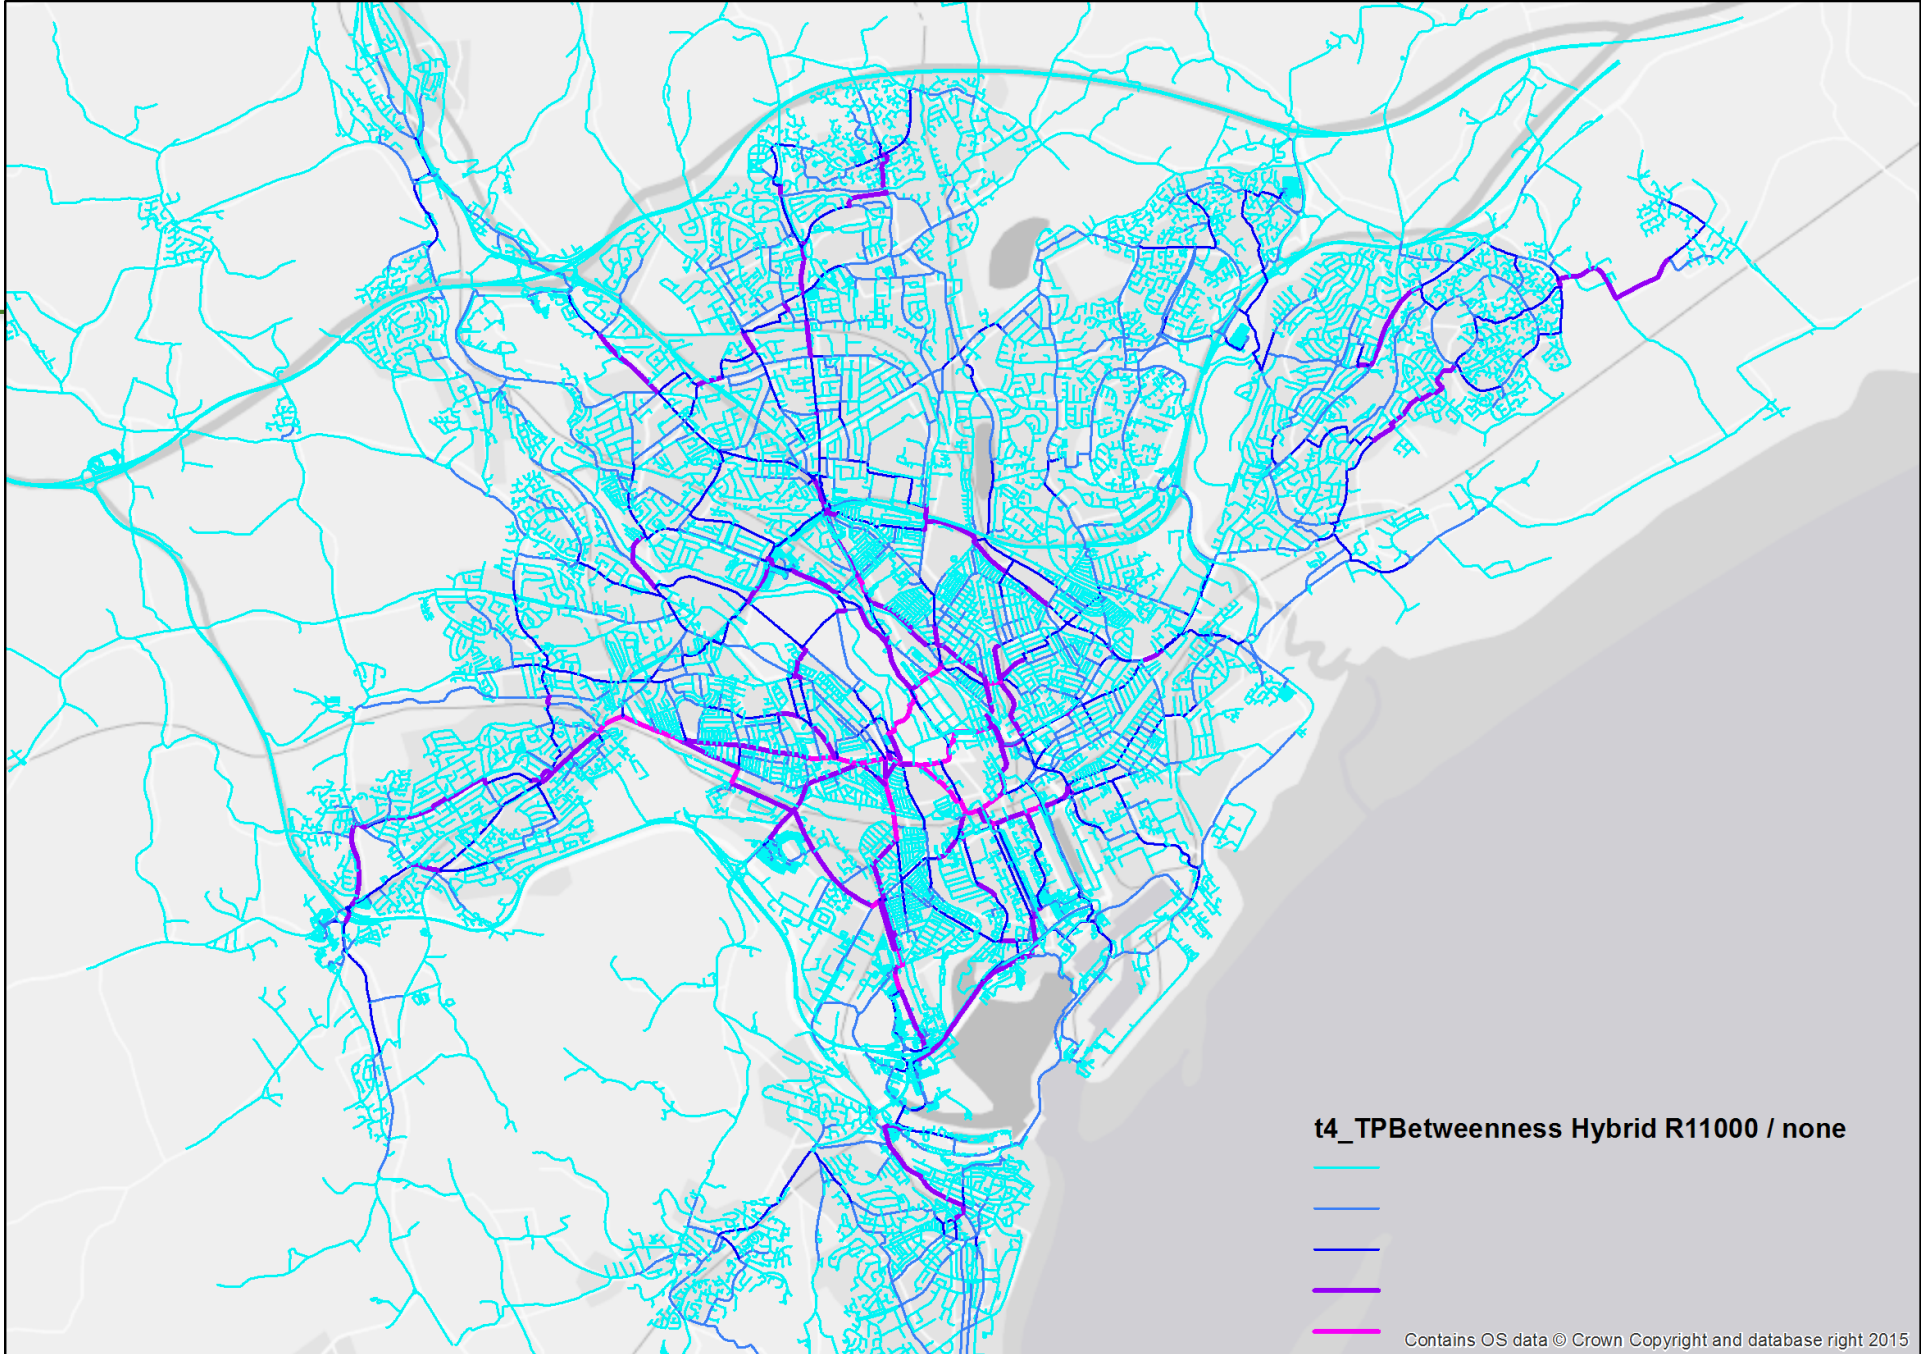 t4_TPBetweenness Hybrid R11000 / none
Contains OS data © Crown Copyright and database right 2015